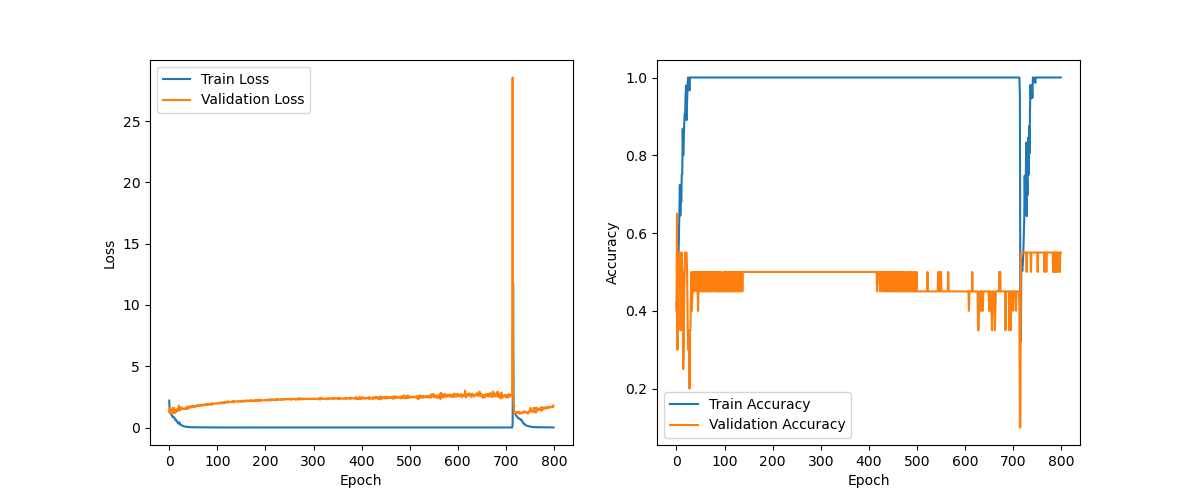 Train Loss
Validation Loss
25
20
15
10
5
0
Loss
0 100 200 300 400 500 600 700 800
Epoch
1.0
0.8
0.6
0.4
0.2
Accuracy
Train Accuracy
Validation Accuracy
0 100 200 300 400 500 600 700 800
Epoch